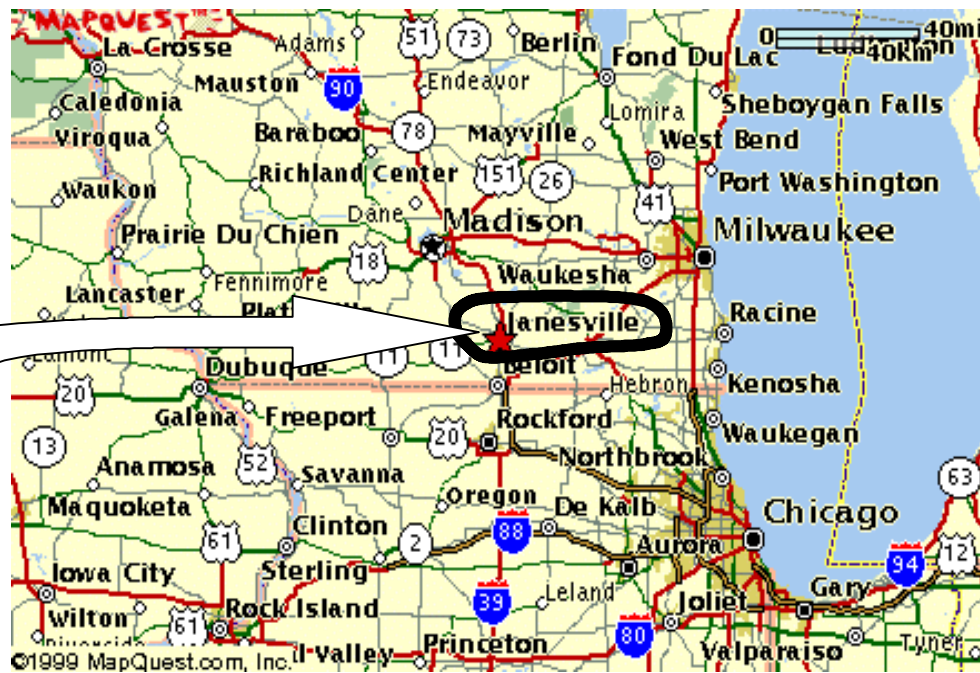 MAPQUEST
La Crosse
Adams
51
73
Berlin
0
40mi
40km
Fond Du Lac
Mauston
90
Endeavor
Caledonia
Lomira
Sheboygan Falls
Viroqua
Baraboo
78
Mayville
West Bend
Richland Center
151
26
Waukon
Port Washington
Dane
41
Madison
Milwaukee
Prairie Du Chien
18
Fennimore
Waukesha
Lancaster
Racine
Janesville
11
11
Beloit
Dubuque
20
Hebron
Kenosha
Galena
Freeport
Rockford
20
Waukegan
13
52
Northbrook
Anamosa
Savanna
63
Maquoketa
Oregon
De Kalb
Chicago
Clinton
61
2
88
Aurora
12
94
Iowa City
Sterling
Leland
Gary
Wilton
Rock Island
39
Joliet
61
80
Princeton
Valparaiso
Tyner
©1999 MapQuest.com, Inc.
Valley